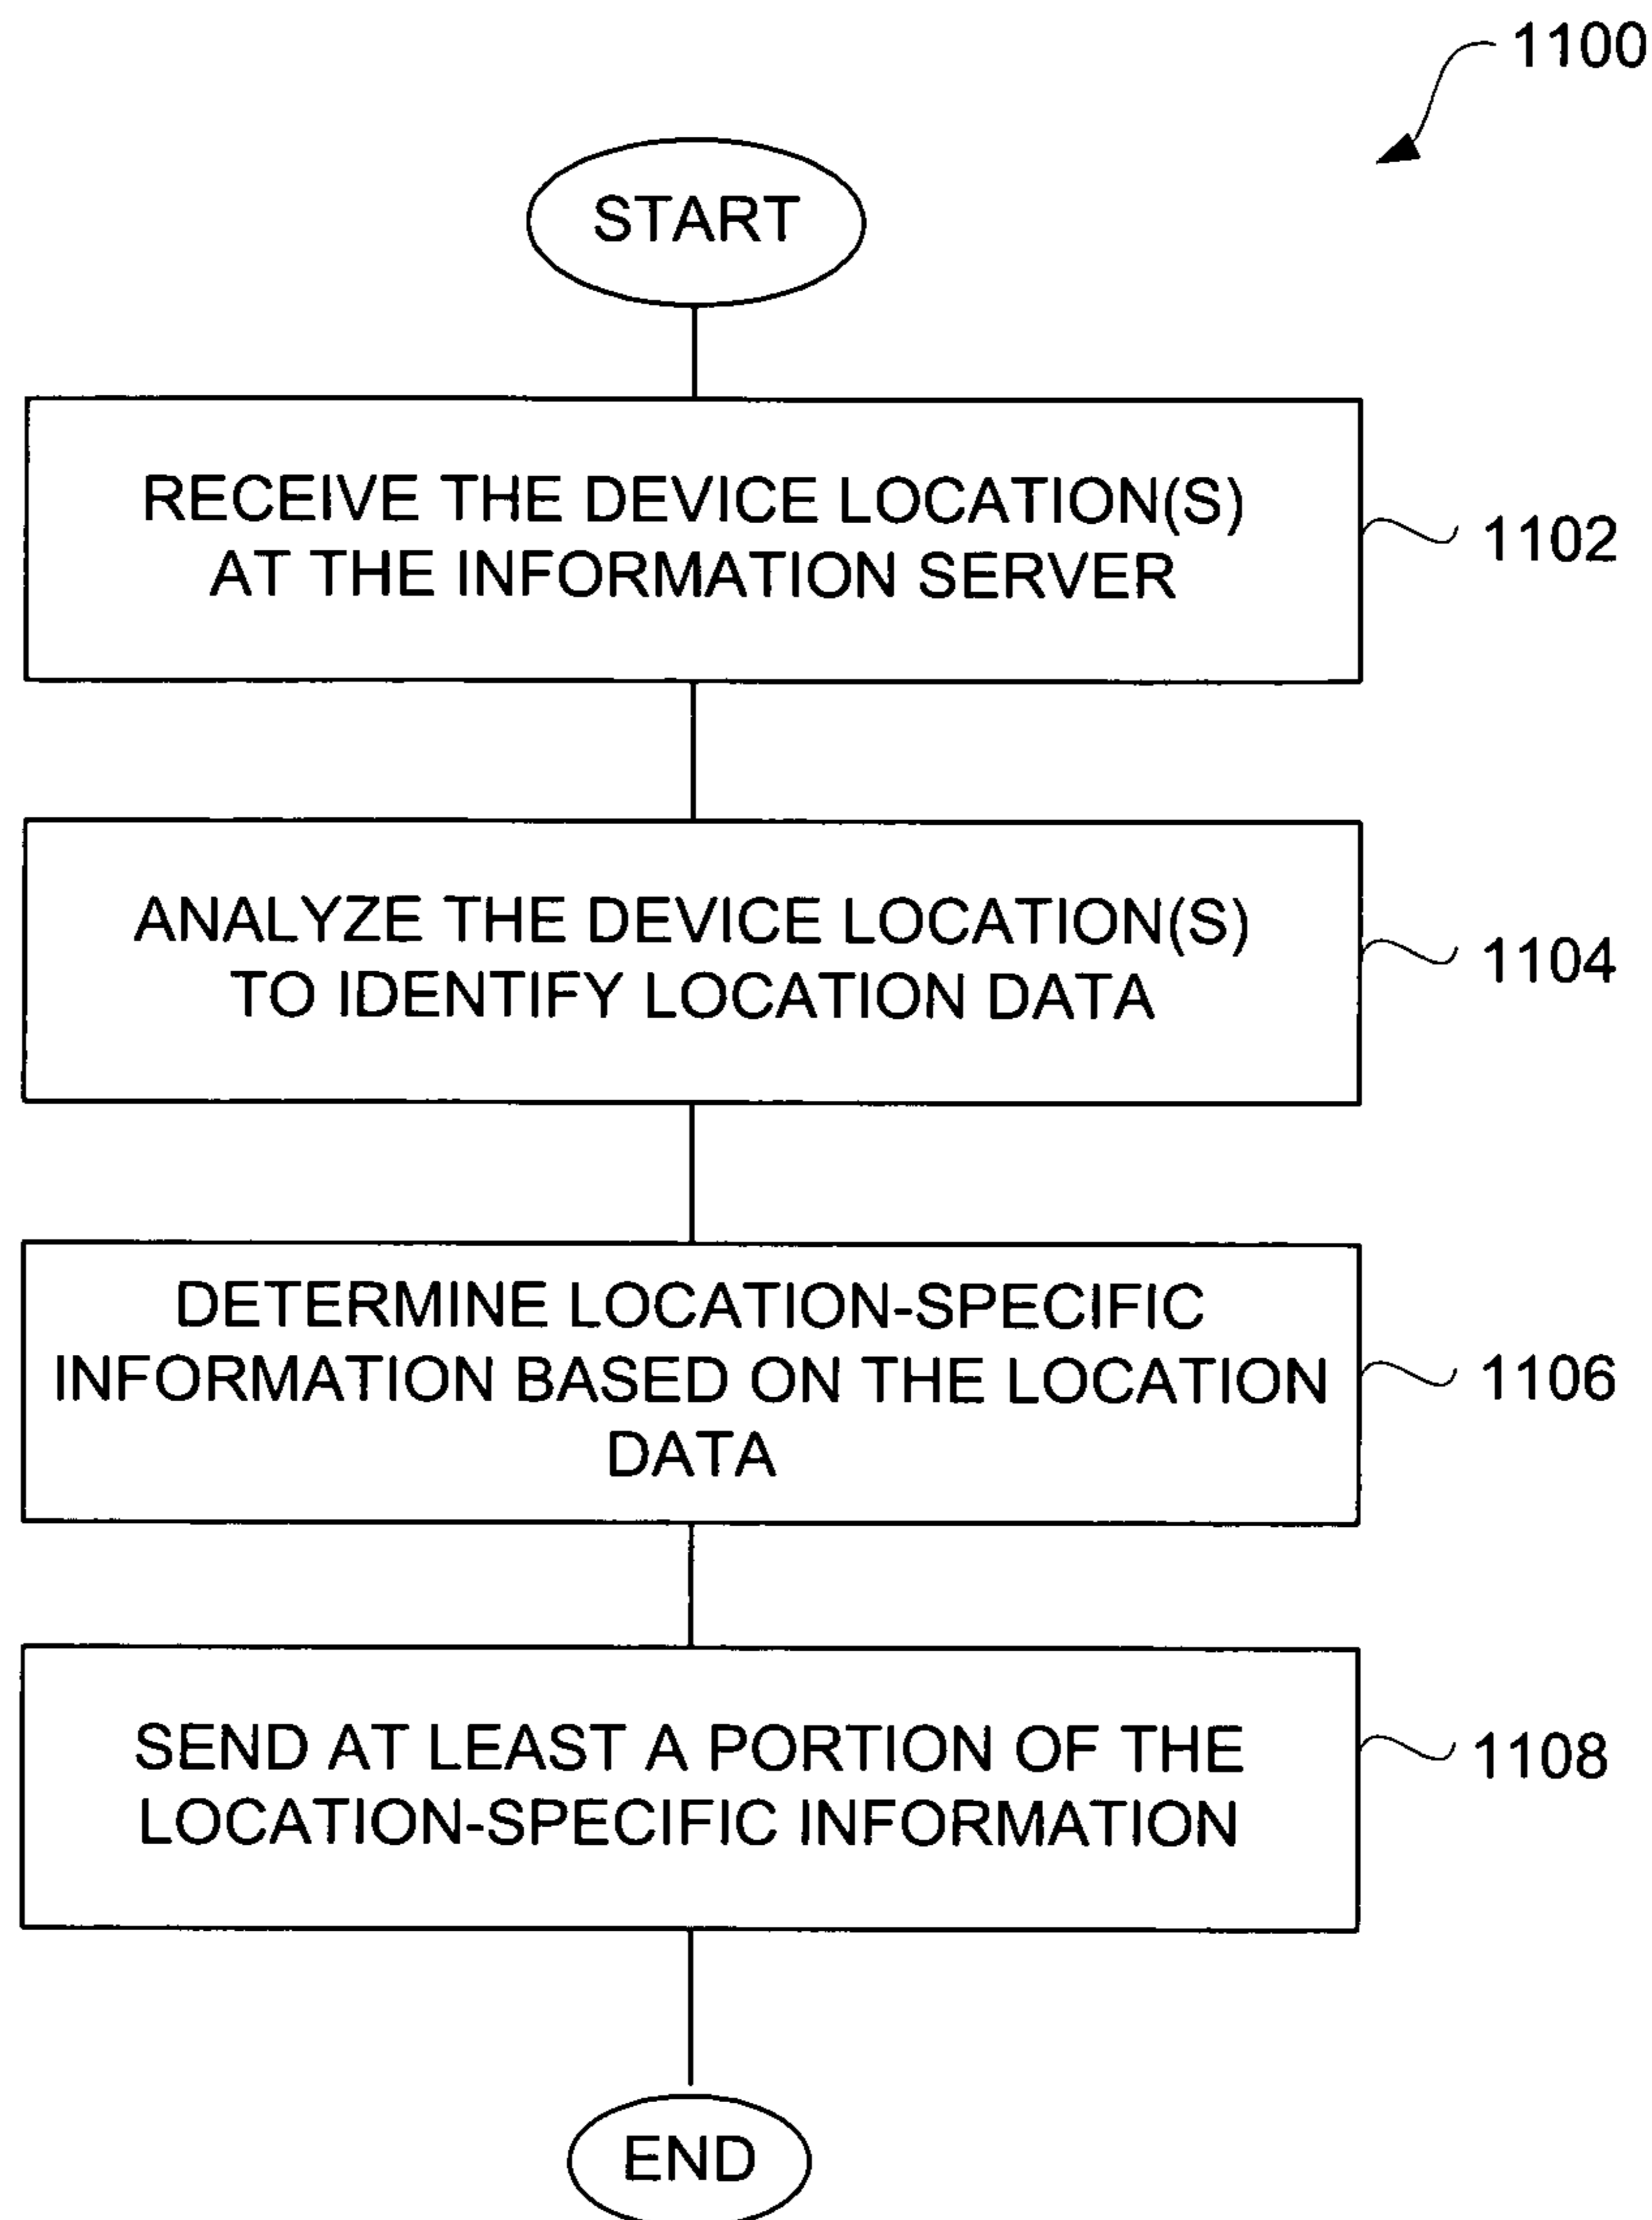 1100
START
RECEIVE THE DEVICE LOCATION(S)
AT THE INFORMATION SERVER
1102
ANALYZE THE DEVICE LOCATION(S)
TO IDENTIFY LOCATION DATA
1104
DETERMINE LOCATION-SPECIFIC
INFORMATION BASED ON THE LOCATION
DATA
1106
SEND AT LEAST A PORTION OF THE
LOCATION-SPECIFIC INFORMATION
1108
END